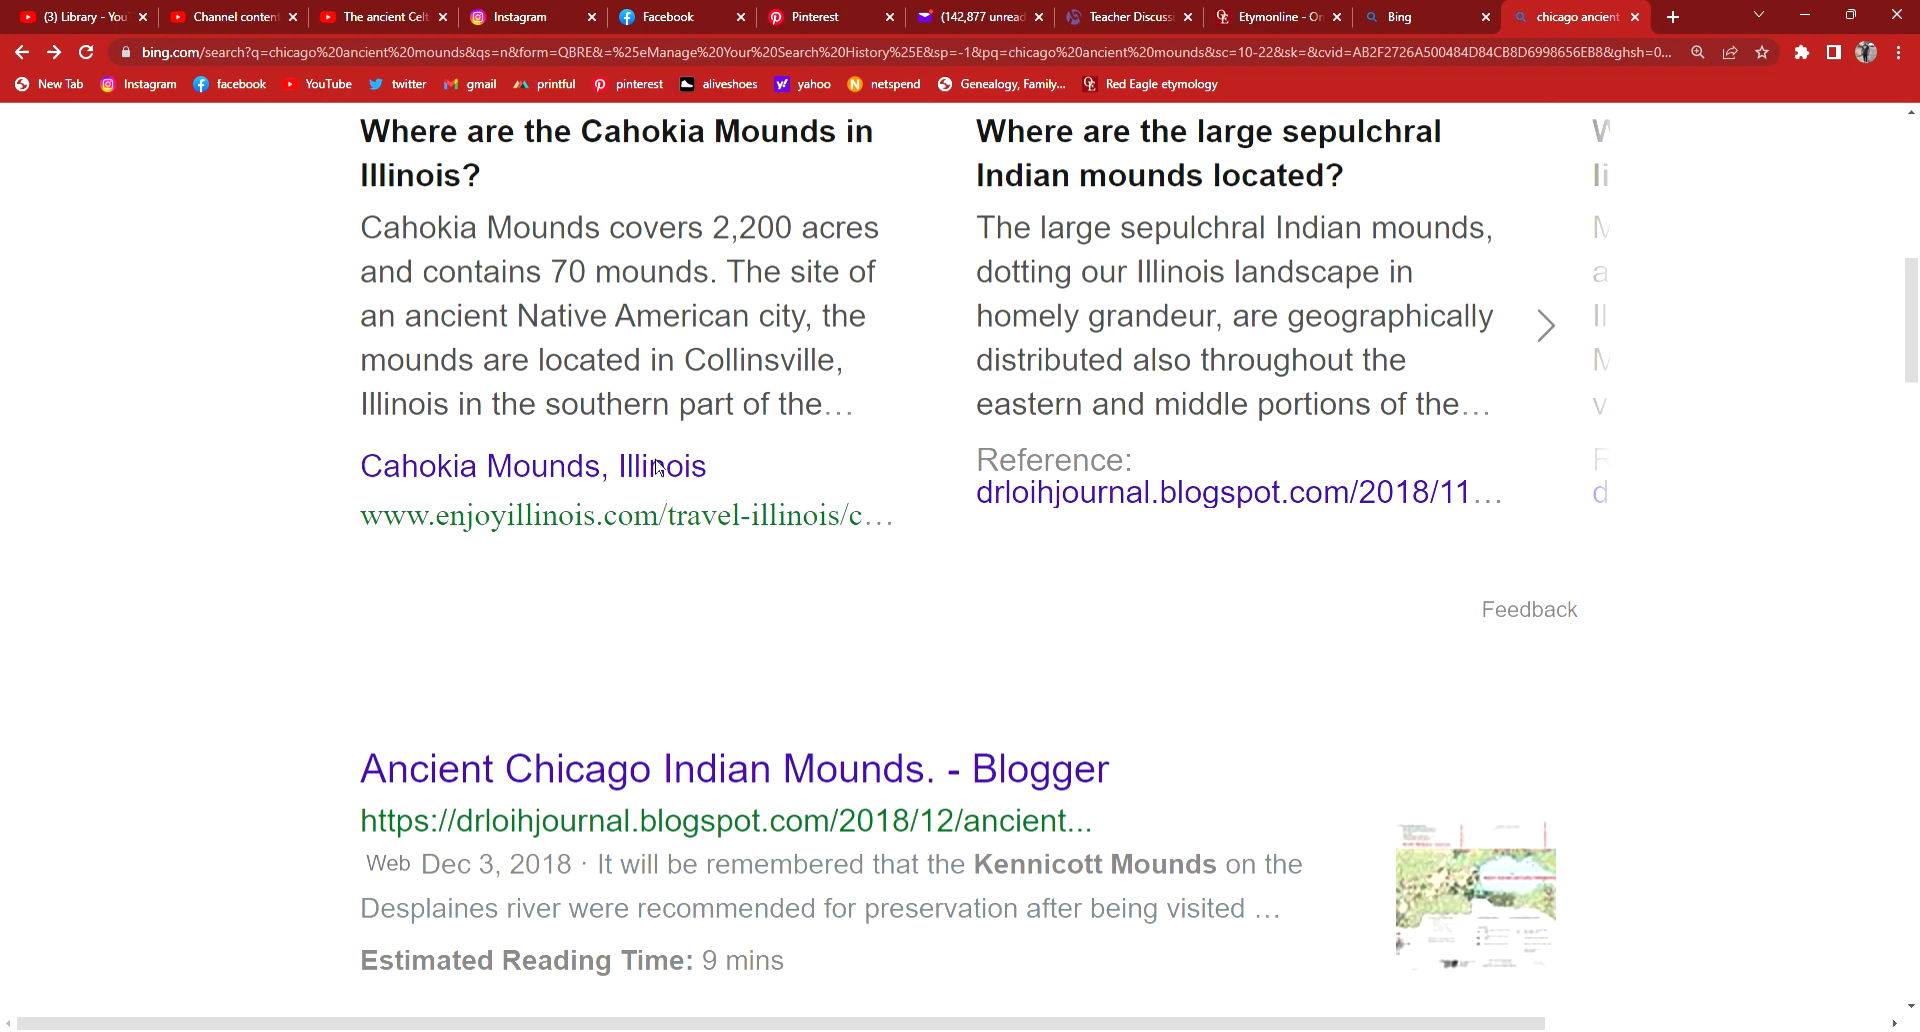 (3) Library - You
Channel content
The ancient Celt
Instagram
Facebook
Pinterest
(142,877 unread
Teacher Discuss
Etymonline - On
Bing
chicago ancient
bing.com/search?q=chicago%20ancient%20mounds&qs=n&form=QBRE&=%25eManage%20Your%20Search%20History%25E&sp=-1&pq=chicago%20ancient%20mounds&sc=10-22&sk=&cvid=AB2F2726A500484D84CB8D6998656EB8&ghsh=0...
New Tab
Instagram
facebook
YouTube
twitter
gmail
printful
pinterest
aliveshoes
yahoo
netspend
Genealogy, Family...
Red Eagle etymology
Where are the Cahokia Mounds in
Illinois?
Cahokia Mounds covers 2,200 acres
and contains 70 mounds. The site of
an ancient Native American city, the
mounds are located in Collinsville,
Illinois in the southern part of the...
Cahokia Mounds, Illinois
www.enjoyillinois.com/travel-illinois/c...
Where are the large sepulchral
Indian mounds located?
The large sepulchral Indian mounds,
dotting our Illinois landscape in
homely grandeur, are geographically
distributed also throughout the
eastern and middle portions of the...
Reference:
drloihjournal.blogspot.com/2018/11...
Feedback
Ancient Chicago Indian Mounds. - Blogger
https://drloihjournal.blogspot.com/2018/12/ancient...
Web Dec 3, 2018 · It will be remembered that the Kennicott Mounds on the
Desplaines river were recommended for preservation after being visited ...
Estimated Reading Time: 9 mins